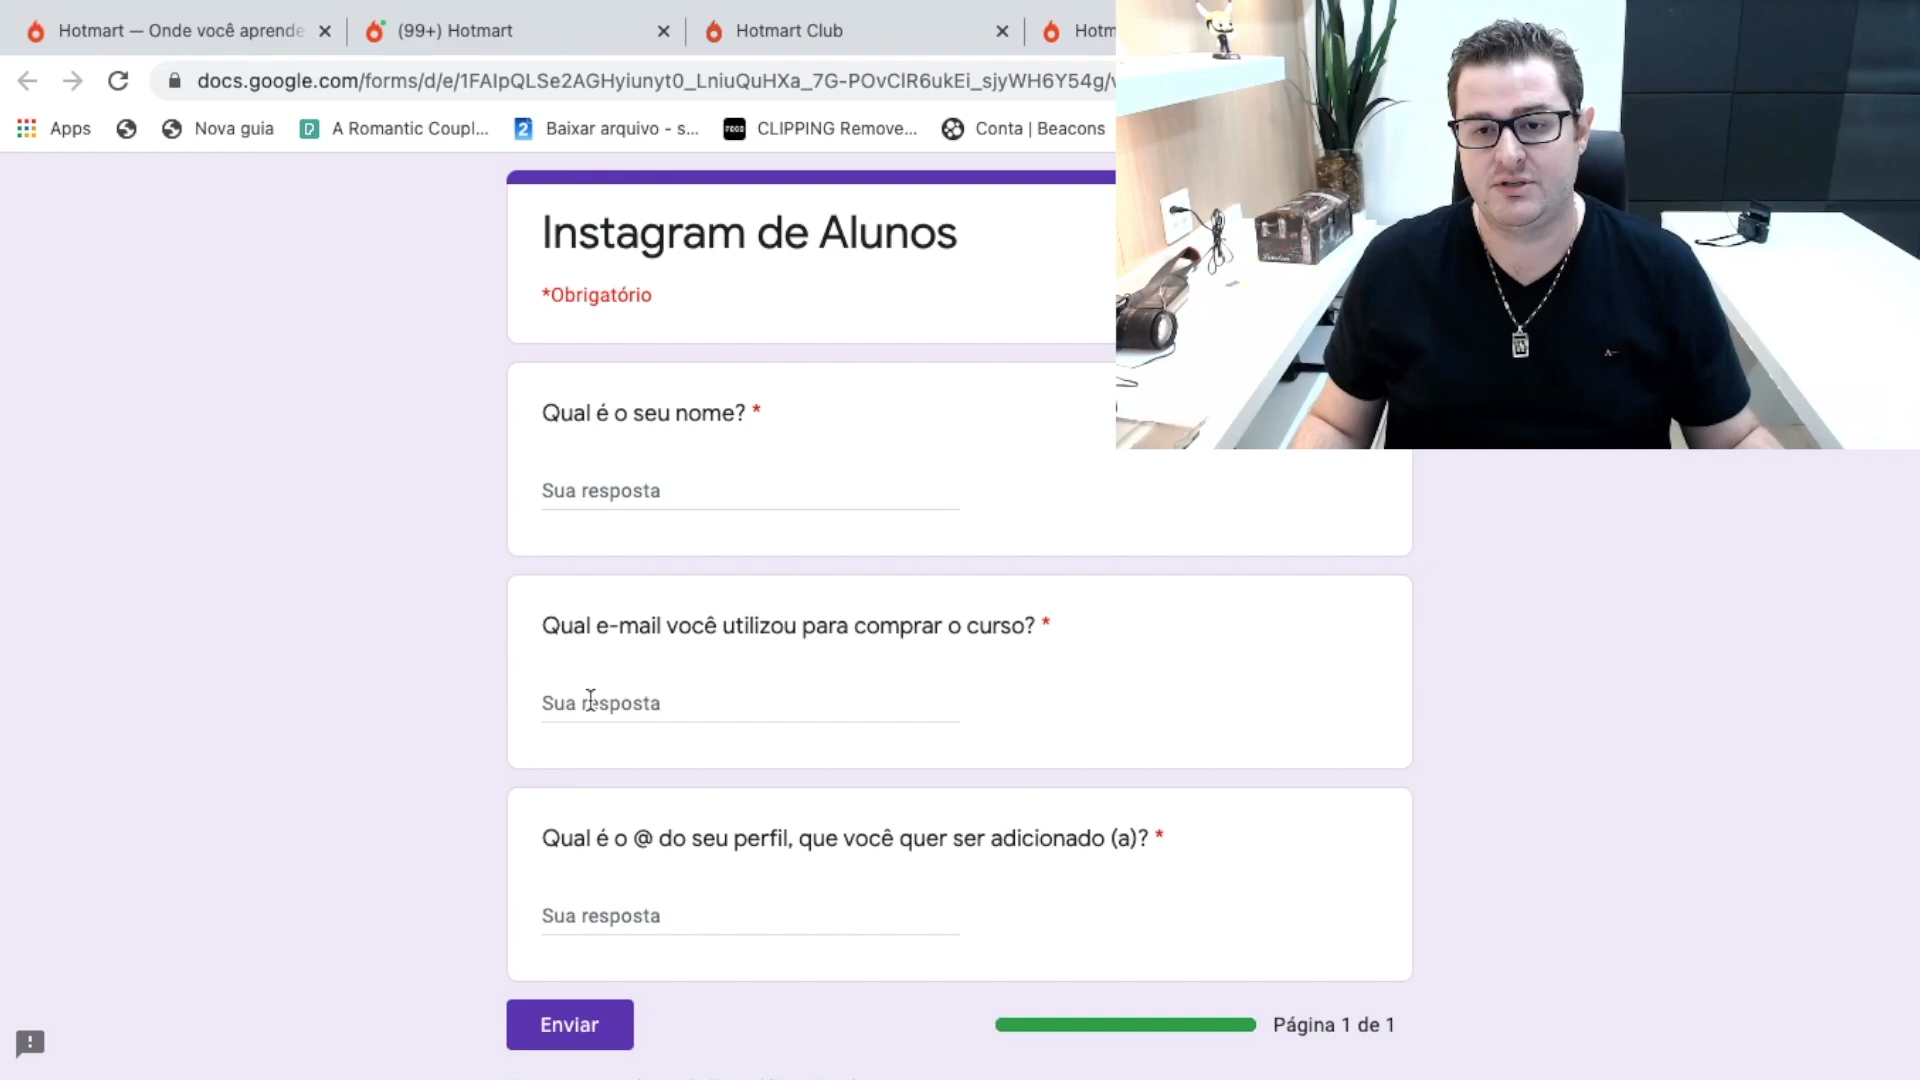 Hotmart — Onde você aprende
(99+) Hotmart
Hotmart Club
Hotm
docs.google.com/forms/d/e/1FAIpQLSe2AGHyiunyt0_LniuQuHXa_7G-POvClR6ukEi_sjyWH6Y54g/v
Apps
Nova guia
A Romantic Coupl...
Baixar arquivo - s...
CLIPPING Remove...
Conta | Beacons
Instagram de Alunos
*Obrigatório
Qual é o seu nome? *
Sua resposta
Qual e-mail você utilizou para comprar o curso? *
Sua resposta
Qual é o @ do seu perfil, que você quer ser adicionado (a)? *
Sua resposta
Enviar
Página 1 de 1